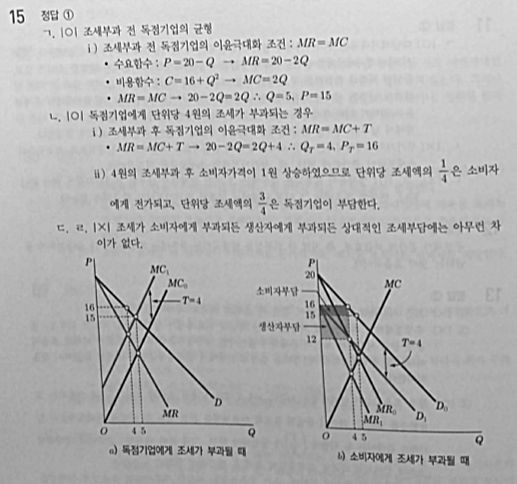 15 정답 ①
ㄱ. |O| 조세부과 전 독점기업의 균형
ⅰ) 조세부과 전 독점기업의 이윤극대화 조건 : MR=MC
• 수요함수 : P=20-Q → MR=20-2Q
• 비용함수 : C=16+Q² → MC=2Q
• MR=MC → 20-2Q=2Q ∴ Q=5, P=15
ㄴ. |O| 독점기업에게 단위당 4원의 조세가 부과되는 경우
ⅰ) 조세부과 후 독점기업의 이윤극대화 조건 : MR=MC+T
• MR=MC+T → 20-2Q=2Q+4 ∴ Q_T=4, P_T=16
ⅱ) 4원의 조세부과 후 소비자가격이 1원 상승하였으므로 단위당 조세액의 1/4은 소비자
에게 전가되고, 단위당 조세액의 3/4은 독점기업이 부담한다.
ㄷ, ㄹ. |X| 조세가 소비자에게 부과되든 생산자에게 부과되든 상대적인 조세부담에는 아무런 차
이가 없다.
P
MC₁
MC₀
T=4
16
15
MR
D
O
4 5
Q
a) 독점기업에게 조세가 부과될 때
P
20
MC
소비자부담
16
15
생산자부담
12
T=4
MR₀
MR₁
D₁
D₀
O
4 5
Q
b) 소비자에게 조세가 부과될 때